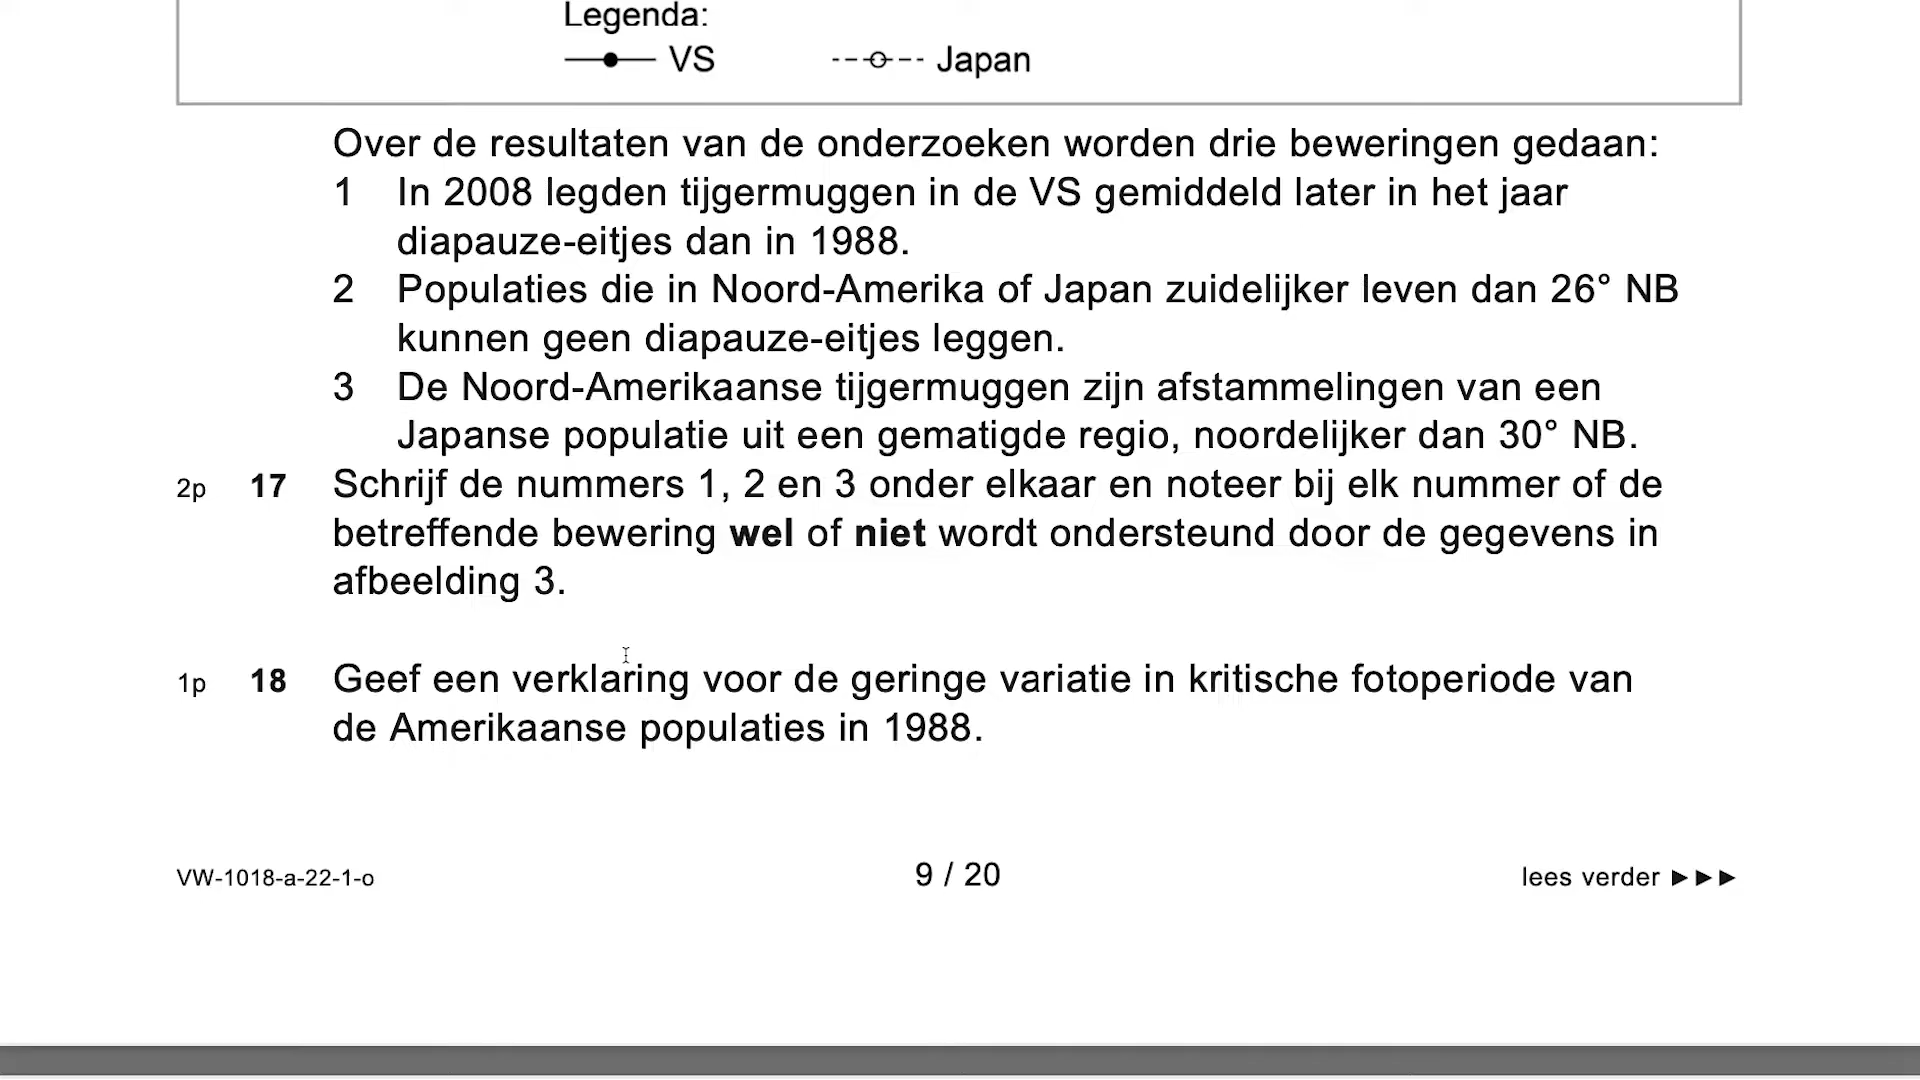 Legenda:
VS Japan
Over de resultaten van de onderzoeken worden drie beweringen gedaan:
1 In 2008 legden tijgermuggen in de VS gemiddeld later in het jaar
diapauze-eitjes dan in 1988.
2 Populaties die in Noord-Amerika of Japan zuidelijker leven dan 26° NB
kunnen geen diapauze-eitjes leggen.
3 De Noord-Amerikaanse tijgermuggen zijn afstammelingen van een
Japanse populatie uit een gematigde regio, noordelijker dan 30° NB.
2p 17 Schrijf de nummers 1, 2 en 3 onder elkaar en noteer bij elk nummer of de
betreffende bewering wel of niet wordt ondersteund door de gegevens in
afbeelding 3.
1p 18 Geef een verklaring voor de geringe variatie in kritische fotoperiode van
de Amerikaanse populaties in 1988.
VW-1018-a-22-1-o 9 / 20 lees verder ►►►